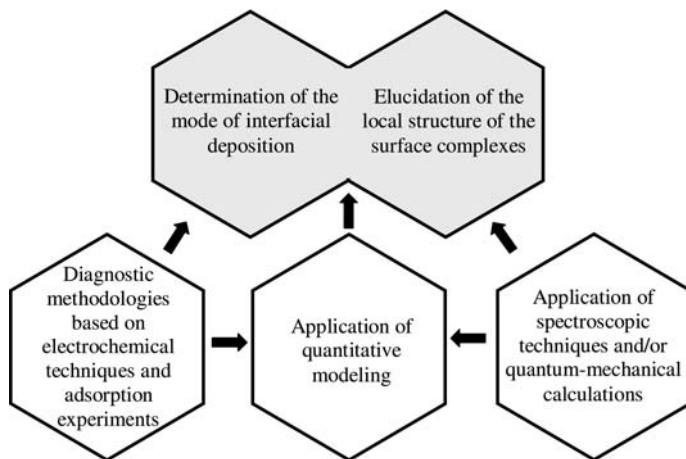 Determination of the
mode of interfacial
deposition
Elucidation of the
local structure of the
surface complexes
Diagnostic
methodologies
based on
electrochemical
techniques and
adsorption
experiments
Application of
quantitative
modeling
Application of
spectroscopic
techniques and/or
quantum-mechanical
calculations